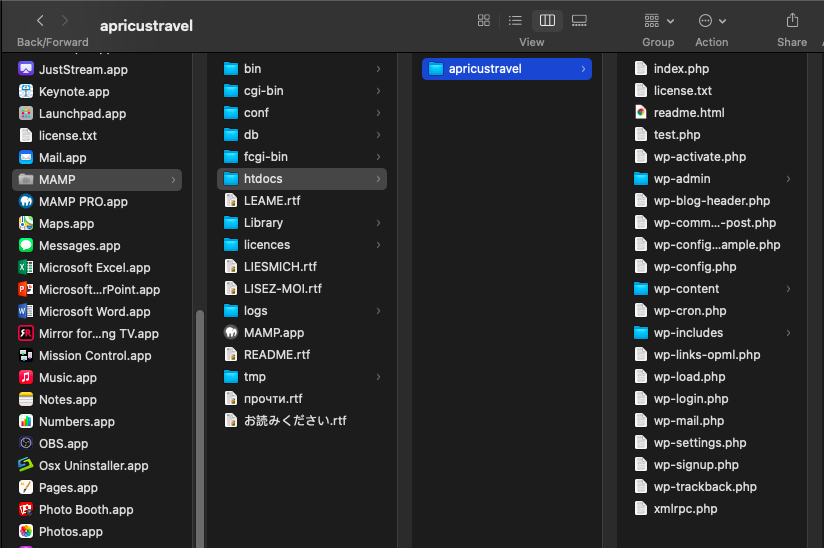 apricustravel
Back/Forward
View
Group
Action
Share
JustStream.app
Keynote.app
Launchpad.app
license.txt
Mail.app
MAMP
MAMP PRO.app
Maps.app
Messages.app
Microsoft Excel.app
Microsoft...rPoint.app
Microsoft Word.app
Mirror for...ng TV.app
Mission Control.app
Music.app
Notes.app
Numbers.app
OBS.app
Osx Uninstaller.app
Pages.app
Photo Booth.app
Photos.app
bin
cgi-bin
conf
db
fcgi-bin
htdocs
LEAME.rtf
Library
licences
LIESMICH.rtf
LISEZ-MOI.rtf
logs
MAMP.app
README.rtf
tmp
прочти.rtf
お読みください.rtf
apricustravel
index.php
license.txt
readme.html
test.php
wp-activate.php
wp-admin
wp-blog-header.php
wp-comm...-post.php
wp-config...ample.php
wp-config.php
wp-content
wp-cron.php
wp-includes
wp-links-opml.php
wp-load.php
wp-login.php
wp-mail.php
wp-settings.php
wp-signup.php
wp-trackback.php
xmlrpc.php